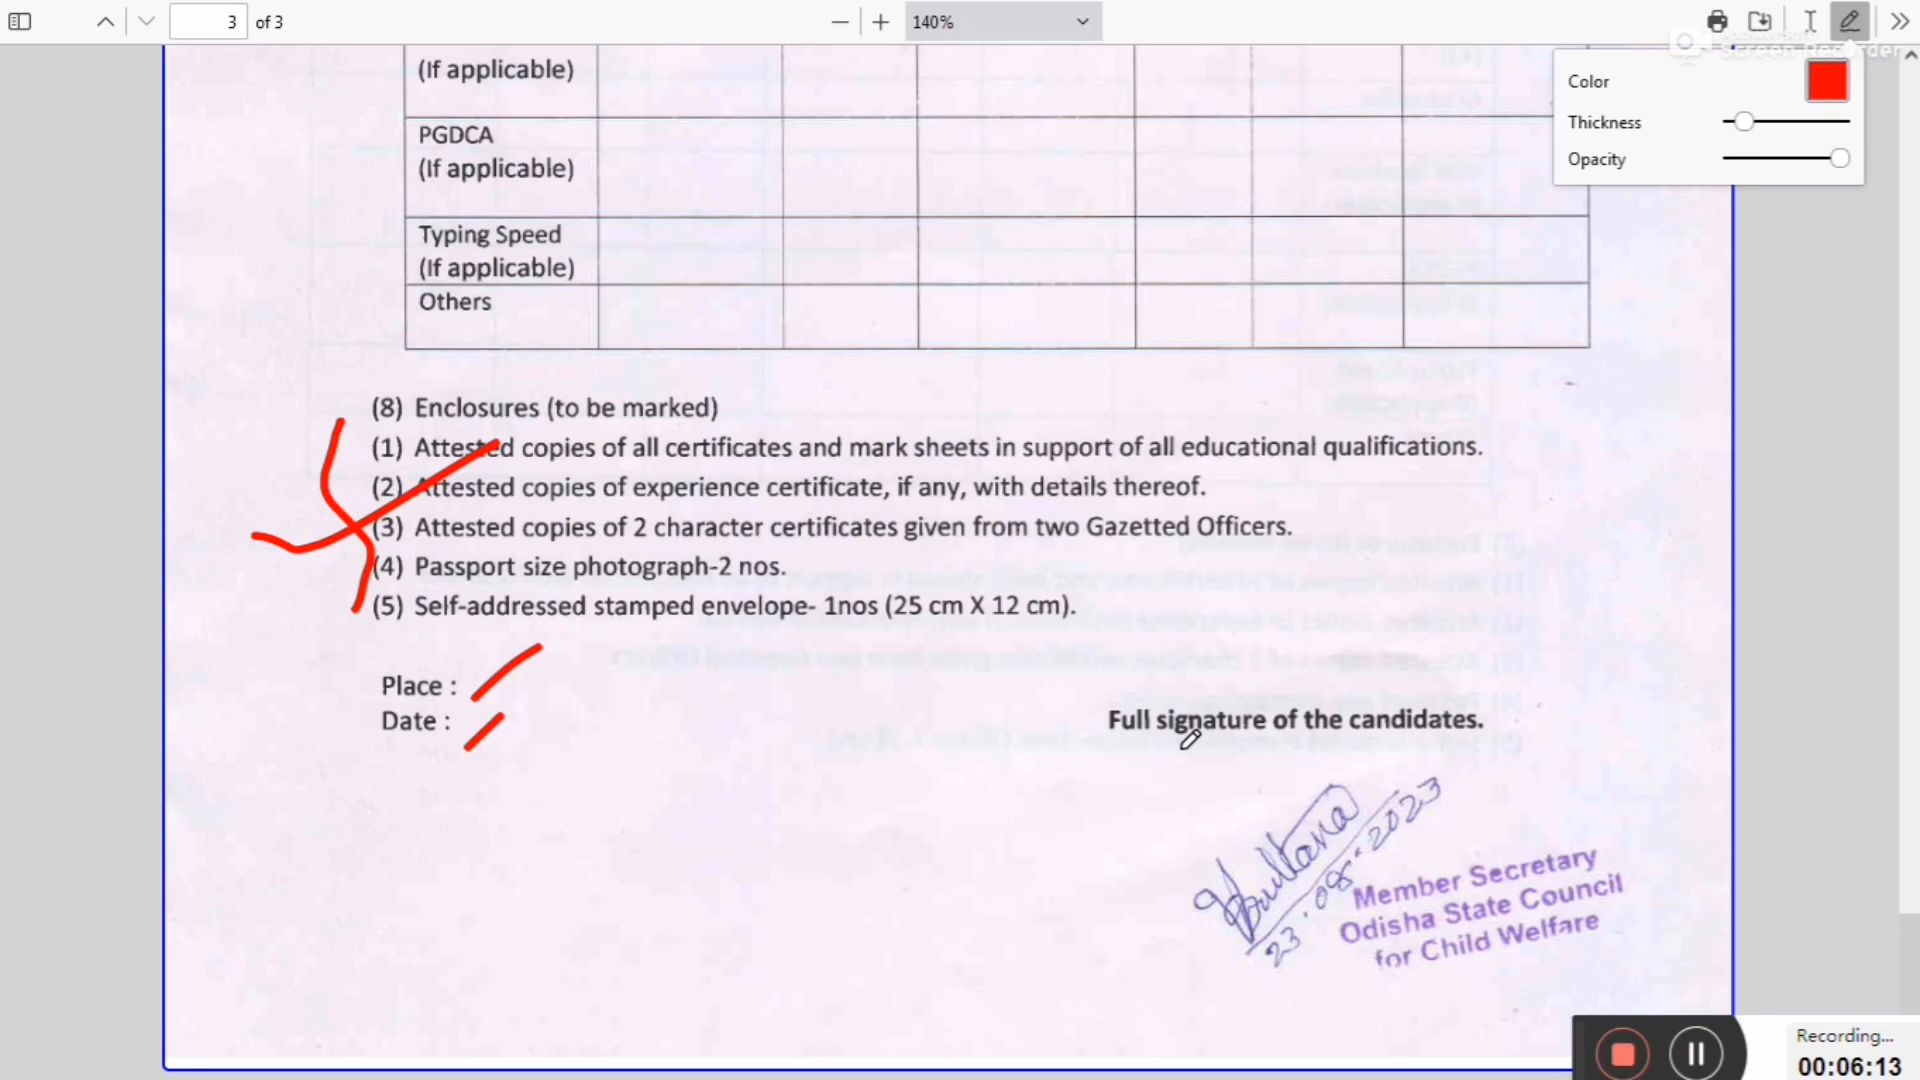 3 of 3
140%
Screen Recorder
Color
Thickness
Opacity
(If applicable)
PGDCA
(If applicable)
Typing Speed
(If applicable)
Others
(8) Enclosures (to be marked)
(1) Attested copies of all certificates and mark sheets in support of all educational qualifications.
(2) Attested copies of experience certificate, if any, with details thereof.
(3) Attested copies of 2 character certificates given from two Gazetted Officers.
(4) Passport size photograph-2 nos.
(5) Self-addressed stamped envelope- 1nos (25 cm X 12 cm).
Place :
Date :
Full signature of the candidates.
23.08.2023
Member Secretary
Odisha State Council
for Child Welfare
Recording...
00:06:13